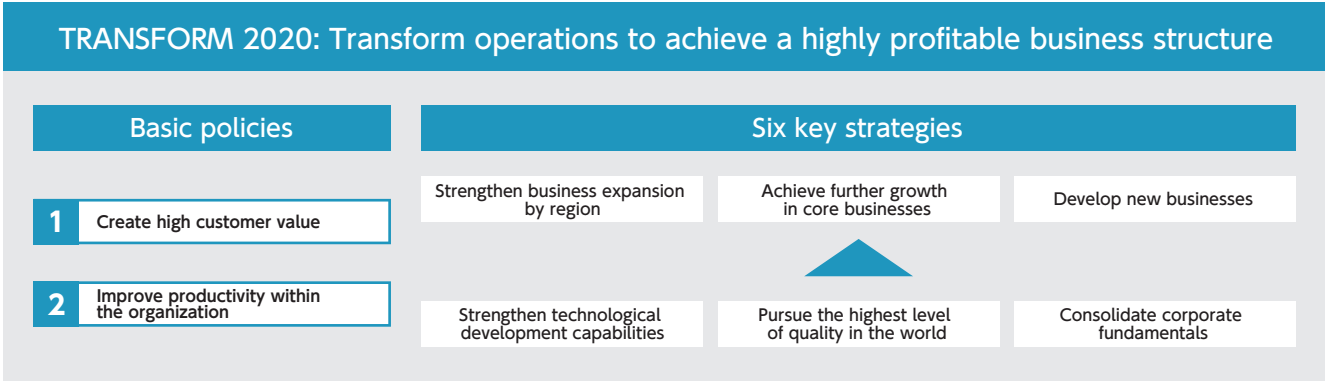 TRANSFORM 2020: Transform operations to achieve a highly profitable business structure
Basic policies
1
Create high customer value
2
Improve productivity within
the organization
Six key strategies
Strengthen business expansion
by region
Achieve further growth
in core businesses
Develop new businesses
Strengthen technological
development capabilities
Pursue the highest level
of quality in the world
Consolidate corporate
fundamentals